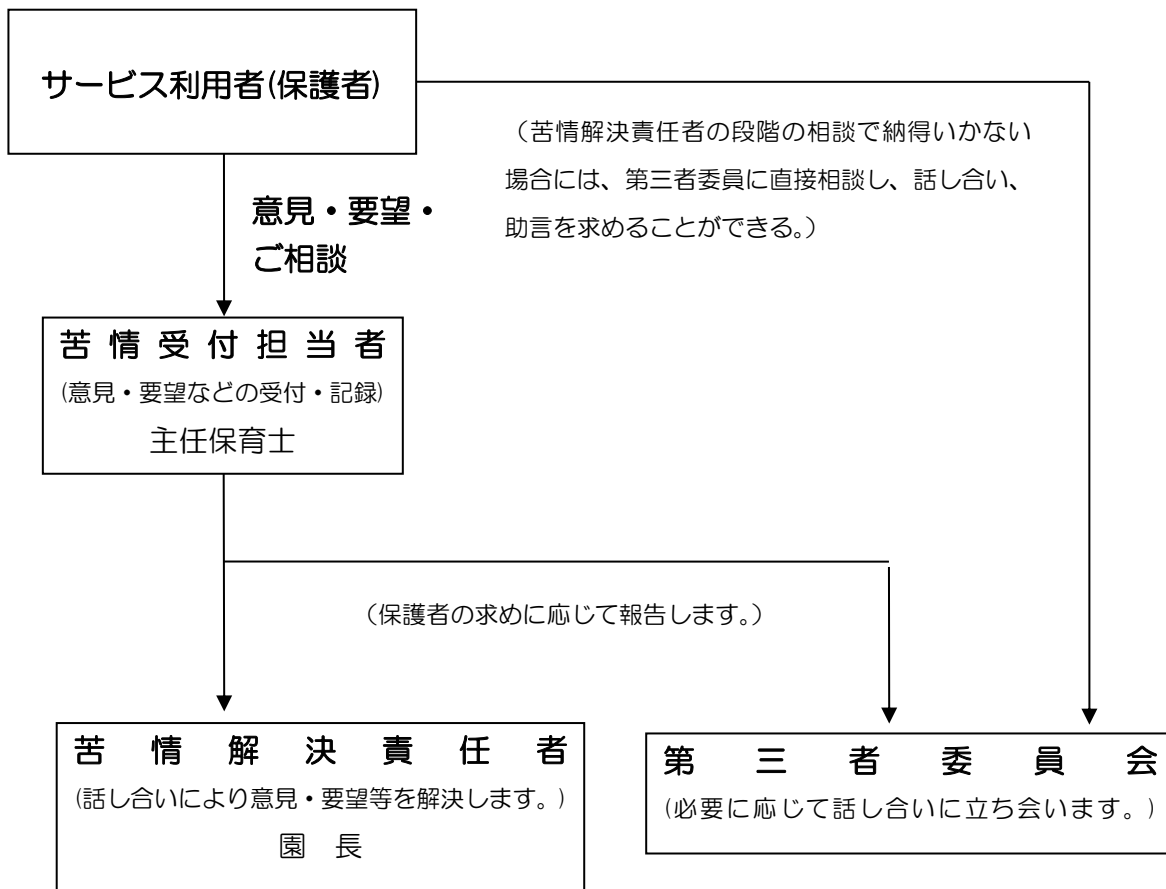 サービス利用者(保護者)
（苦情解決責任者の段階の相談で納得いかない
場合には、第三者委員に直接相談し、話し合い、
助言を求めることができる。）
意見・要望・
ご相談
苦情受付担当者
(意見・要望などの受付・記録)
主任保育士
（保護者の求めに応じて報告します。）
苦情解決責任者
(話し合いにより意見・要望等を解決します。)
園　長
第三者委員会
(必要に応じて話し合いに立ち会います。)